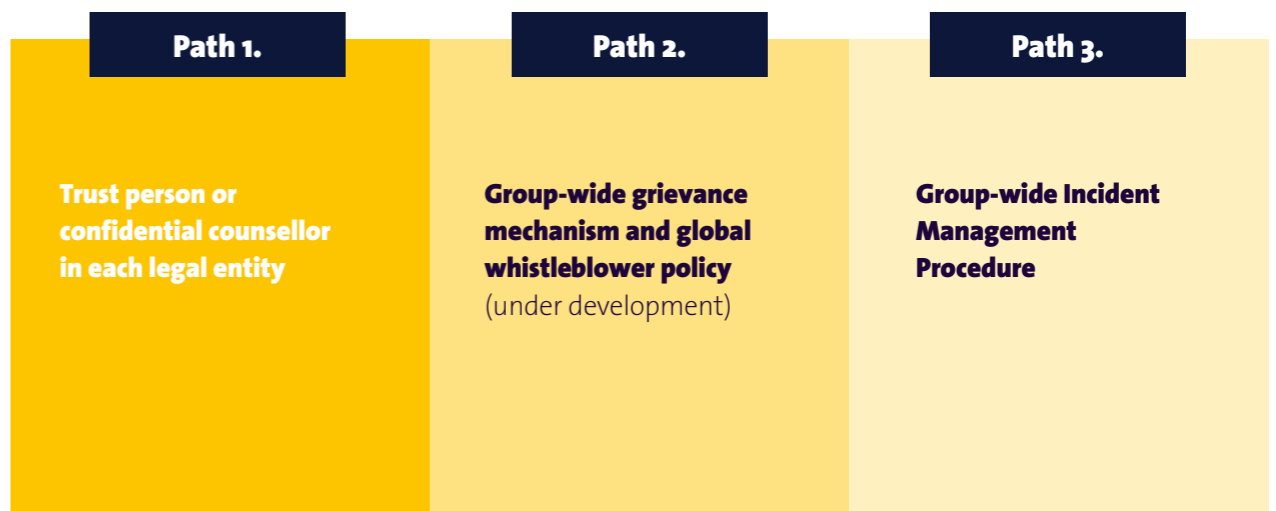 Path 1.
Trust person or
confidential counsellor
in each legal entity
Path 2.
Group-wide grievance
mechanism and global
whistleblower policy
(under development)
Path 3.
Group-wide Incident
Management
Procedure